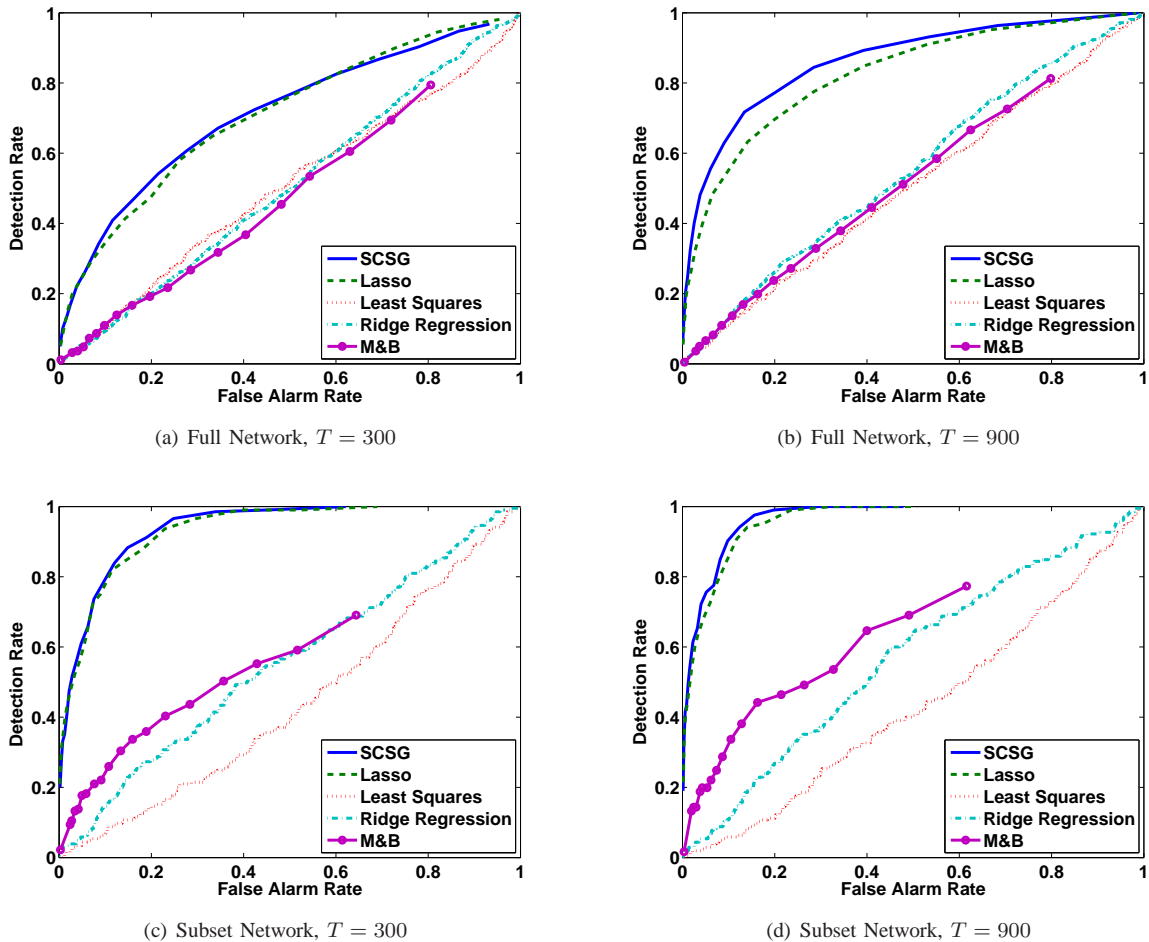 1
0.8
0.6
0.4
0.2
0
Detection Rate
SCSG
Lasso
Least Squares
Ridge Regression
M&B
0 0.2 0.4 0.6 0.8 1
False Alarm Rate
(a) Full Network, T = 300
1
0.8
0.6
0.4
0.2
0
Detection Rate
SCSG
Lasso
Least Squares
Ridge Regression
M&B
0 0.2 0.4 0.6 0.8 1
False Alarm Rate
(b) Full Network, T = 900
1
0.8
0.6
0.4
0.2
0
Detection Rate
SCSG
Lasso
Least Squares
Ridge Regression
M&B
0 0.2 0.4 0.6 0.8 1
False Alarm Rate
(c) Subset Network, T = 300
1
0.8
0.6
0.4
0.2
0
Detection Rate
SCSG
Lasso
Least Squares
Ridge Regression
M&B
0 0.2 0.4 0.6 0.8 1
False Alarm Rate
(d) Subset Network, T = 900